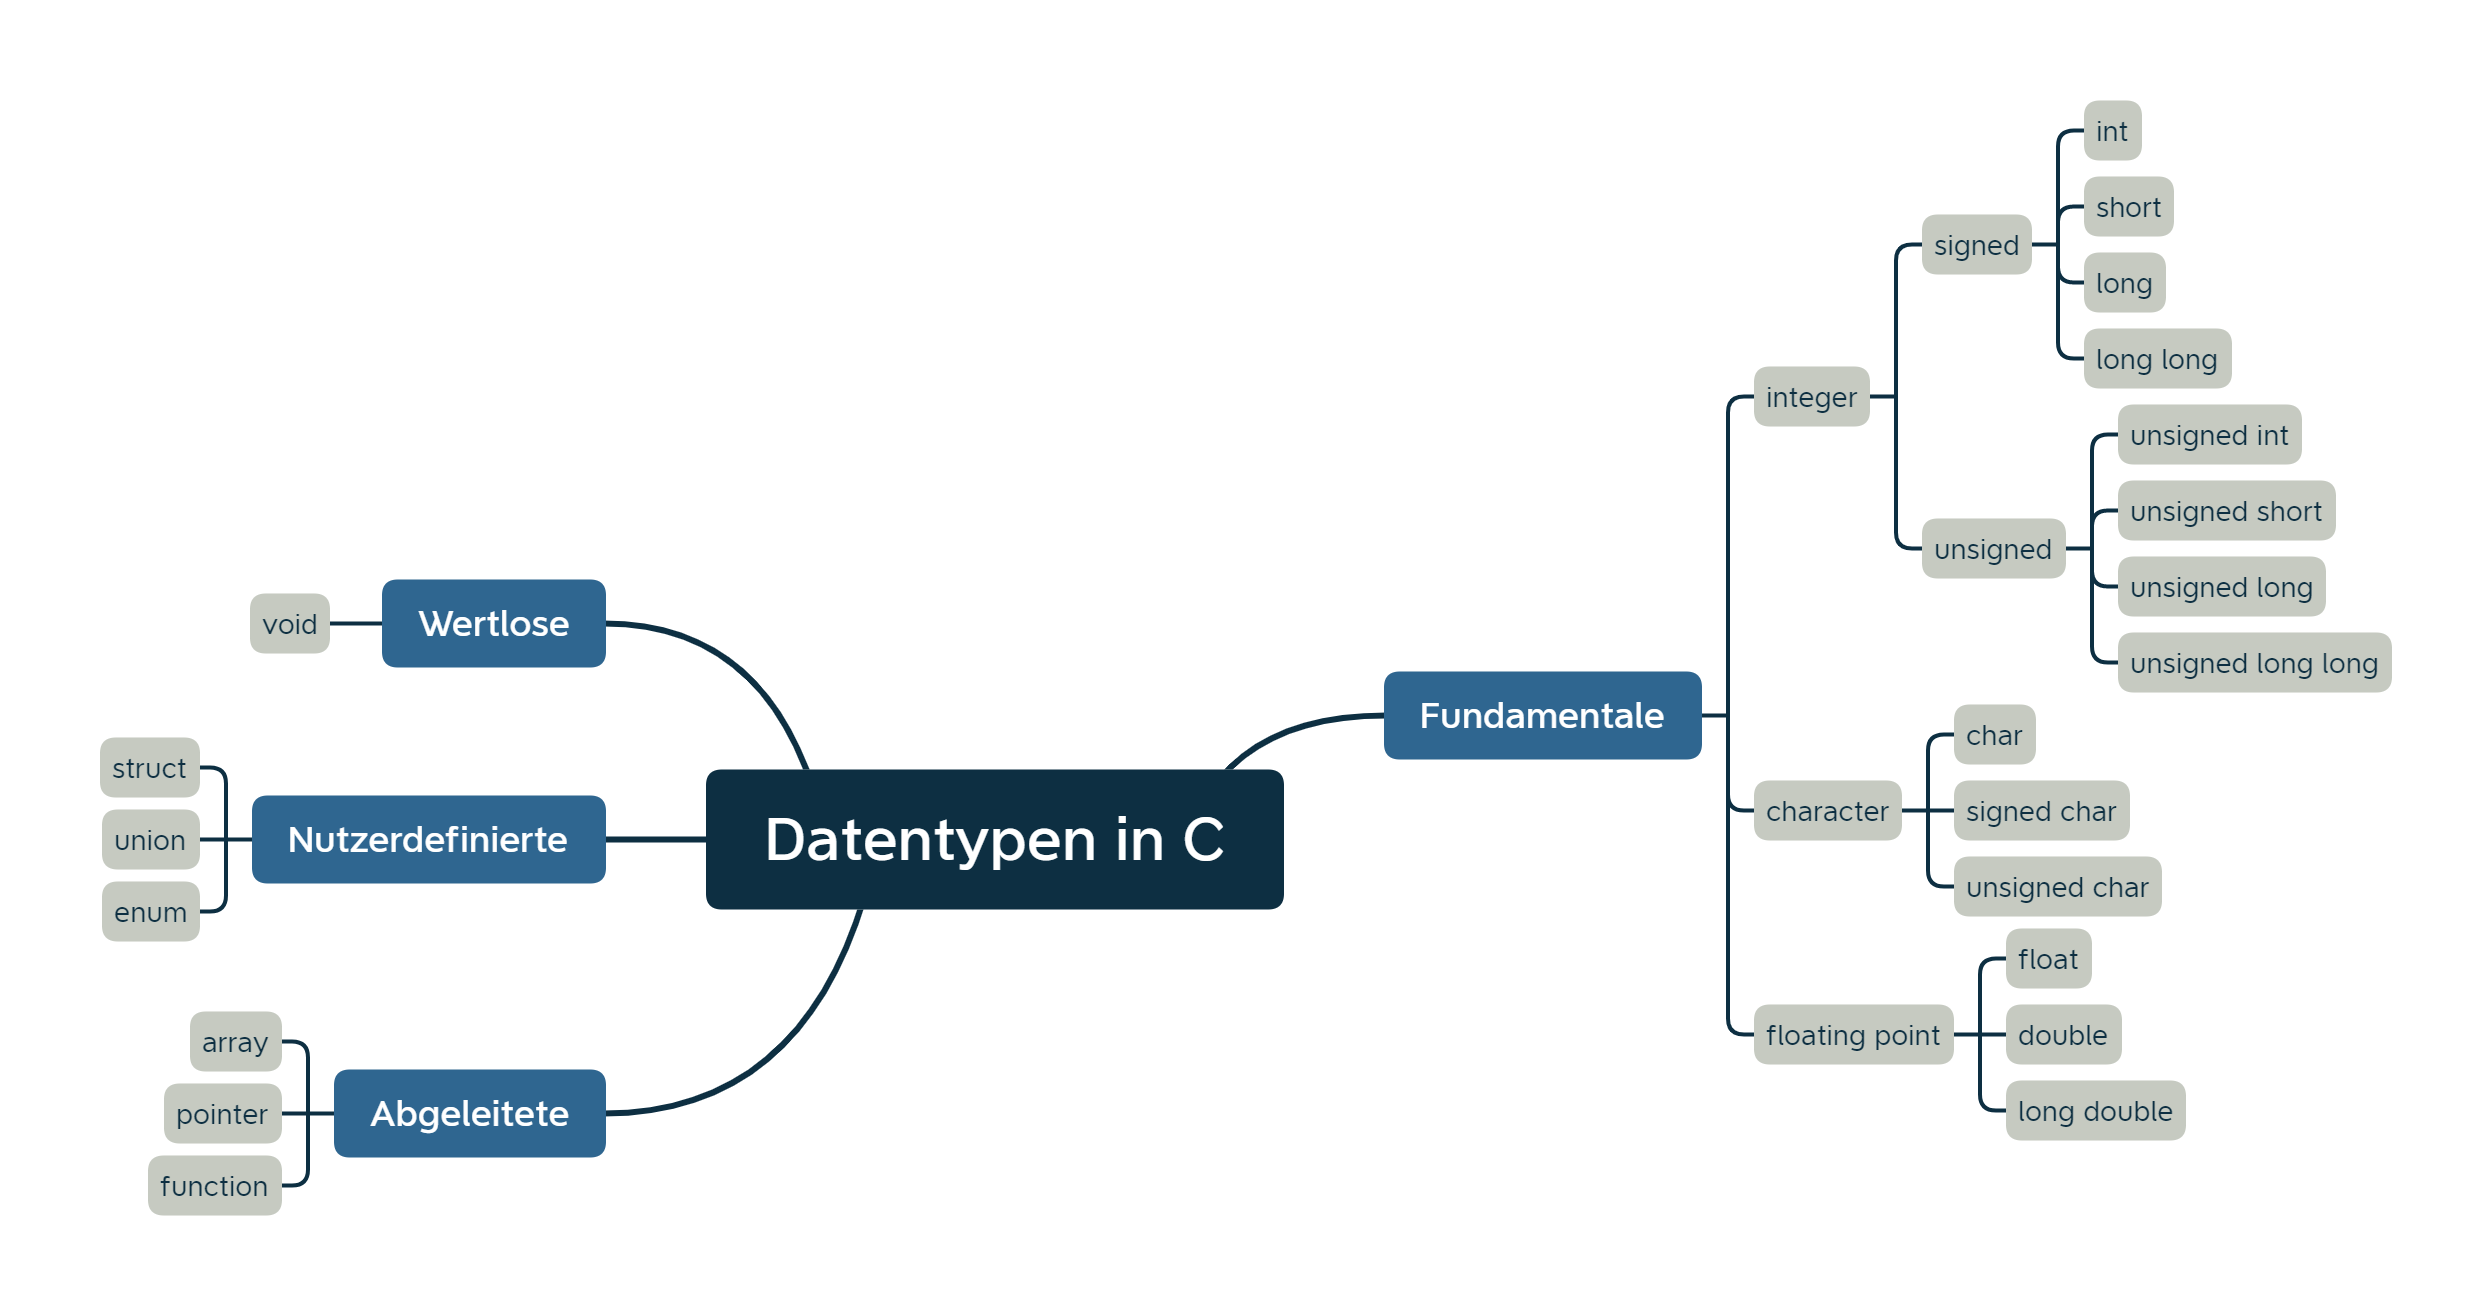 Datentypen in C
Fundamentale
integer
signed
int
short
long
long long
unsigned
unsigned int
unsigned short
unsigned long
unsigned long long
character
char
signed char
unsigned char
floating point
float
double
long double
Wertlose
void
Nutzerdefinierte
struct
union
enum
Abgeleitete
array
pointer
function